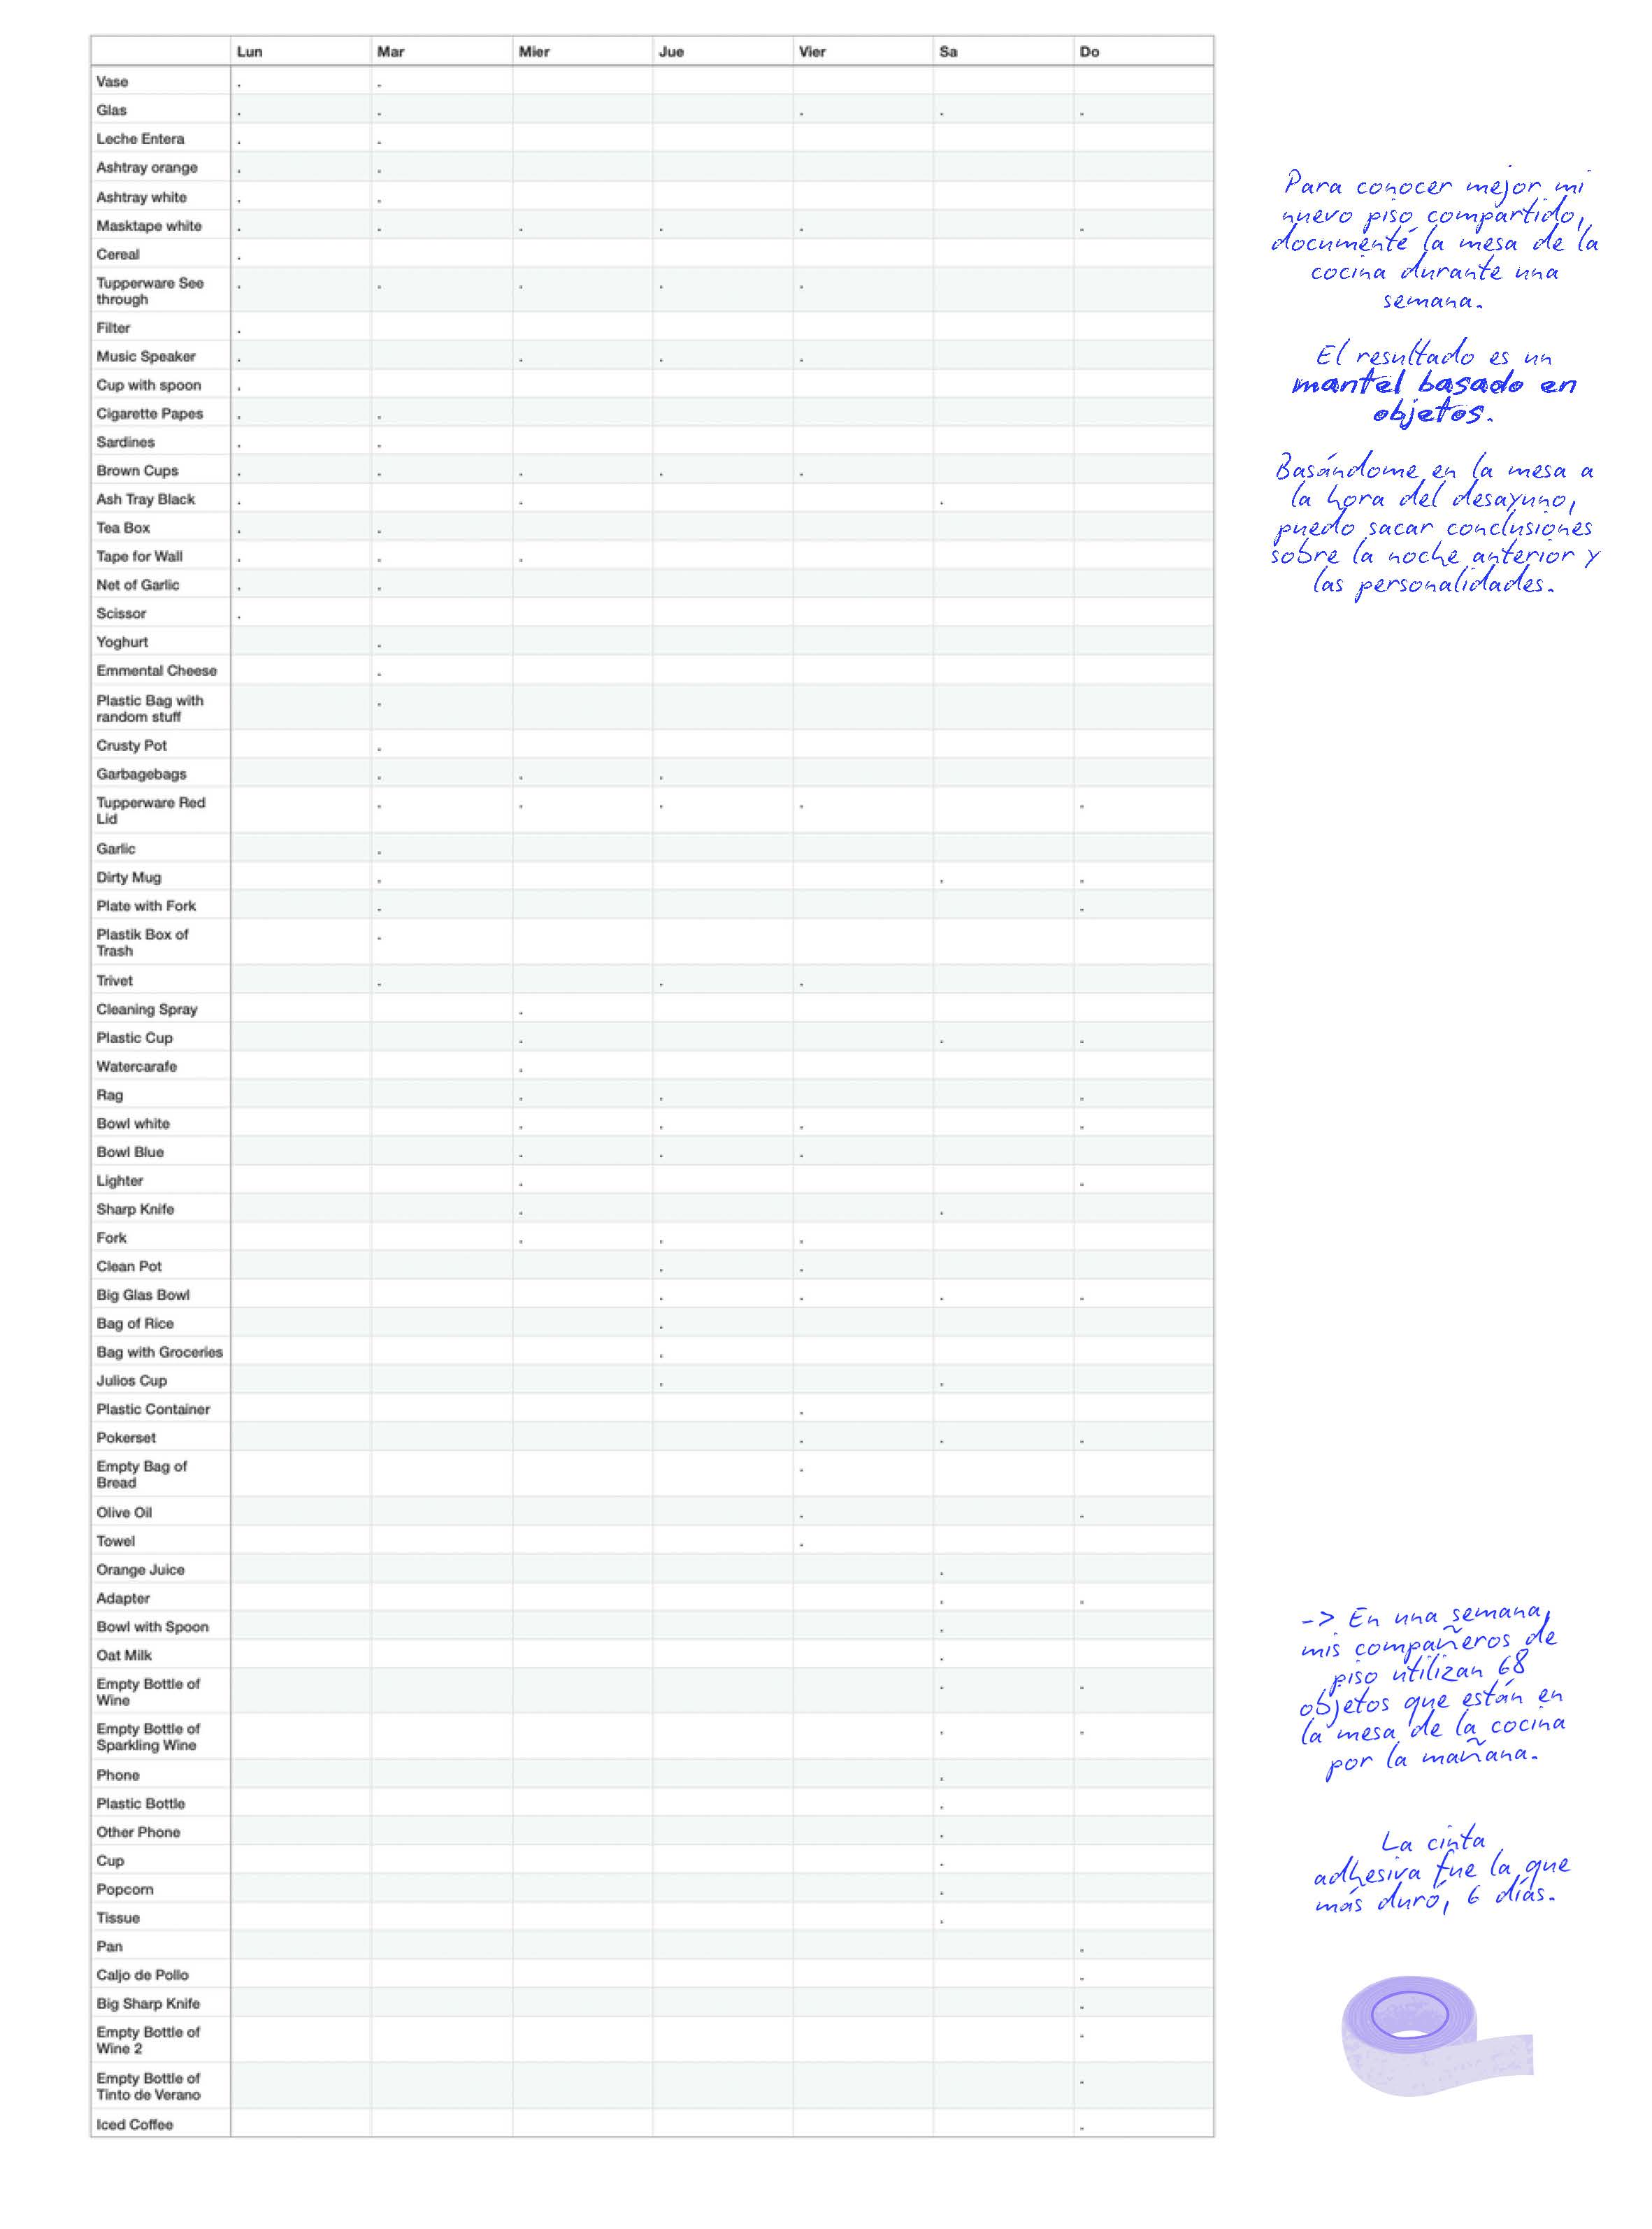 Lun Mar Mier Jue Vier Sa Do
Vase . .
Glas . . . . .
Leche Entera . .
Ashtray orange . .
Ashtray white . .
Masktape white . . . . . .
Cereal .
Tupperware See
through . . . . .
Filter .
Music Speaker . . . .
Cup with spoon .
Cigarette Papes . .
Sardines . .
Brown Cups . . . . .
Ash Tray Black . . .
Tea Box . .
Tape for Wall . . .
Net of Garlic . .
Scissor .
Yoghurt .
Emmental Cheese .
Plastic Bag with
random stuff .
Crusty Pot .
Garbagebags . . .
Tupperware Red
Lid . . . . .
Garlic .
Dirty Mug . . .
Plate with Fork . .
Plastik Box of
Trash .
Trivet . . .
Cleaning Spray .
Plastic Cup . . .
Watercarafe .
Rag . . .
Bowl white . . . .
Bowl Blue . . .
Lighter . .
Sharp Knife . .
Fork . . .
Clean Pot . .
Big Glas Bowl . . . .
Bag of Rice .
Bag with Groceries .
Julios Cup . .
Plastic Container .
Pokerset . . .
Empty Bag of
Bread .
Olive Oil . .
Towel .
Orange Juice .
Adapter . .
Bowl with Spoon .
Oat Milk .
Empty Bottle of
Wine . .
Empty Bottle of
Sparkling Wine . .
Phone .
Plastic Bottle .
Other Phone .
Cup .
Popcorn .
Tissue .
Pan .
Caljo de Pollo .
Big Sharp Knife .
Empty Bottle of
Wine 2 .
Empty Bottle of
Tinto de Verano .
Iced Coffee .
Para conocer mejor mi
nuevo piso compartido,
documenté la mesa de la
cocina durante una
semana.
El resultado es un
mantel basado en
objetos.
Basándome en la mesa a
la hora del desayuno,
puedo sacar conclusiones
sobre la noche anterior y
las personalidades.
-> En una semana,
mis compañeros de
piso utilizan 68
objetos que están en
la mesa de la cocina
por la mañana.
La cinta
adhesiva fue la que
más duró, 6 días.